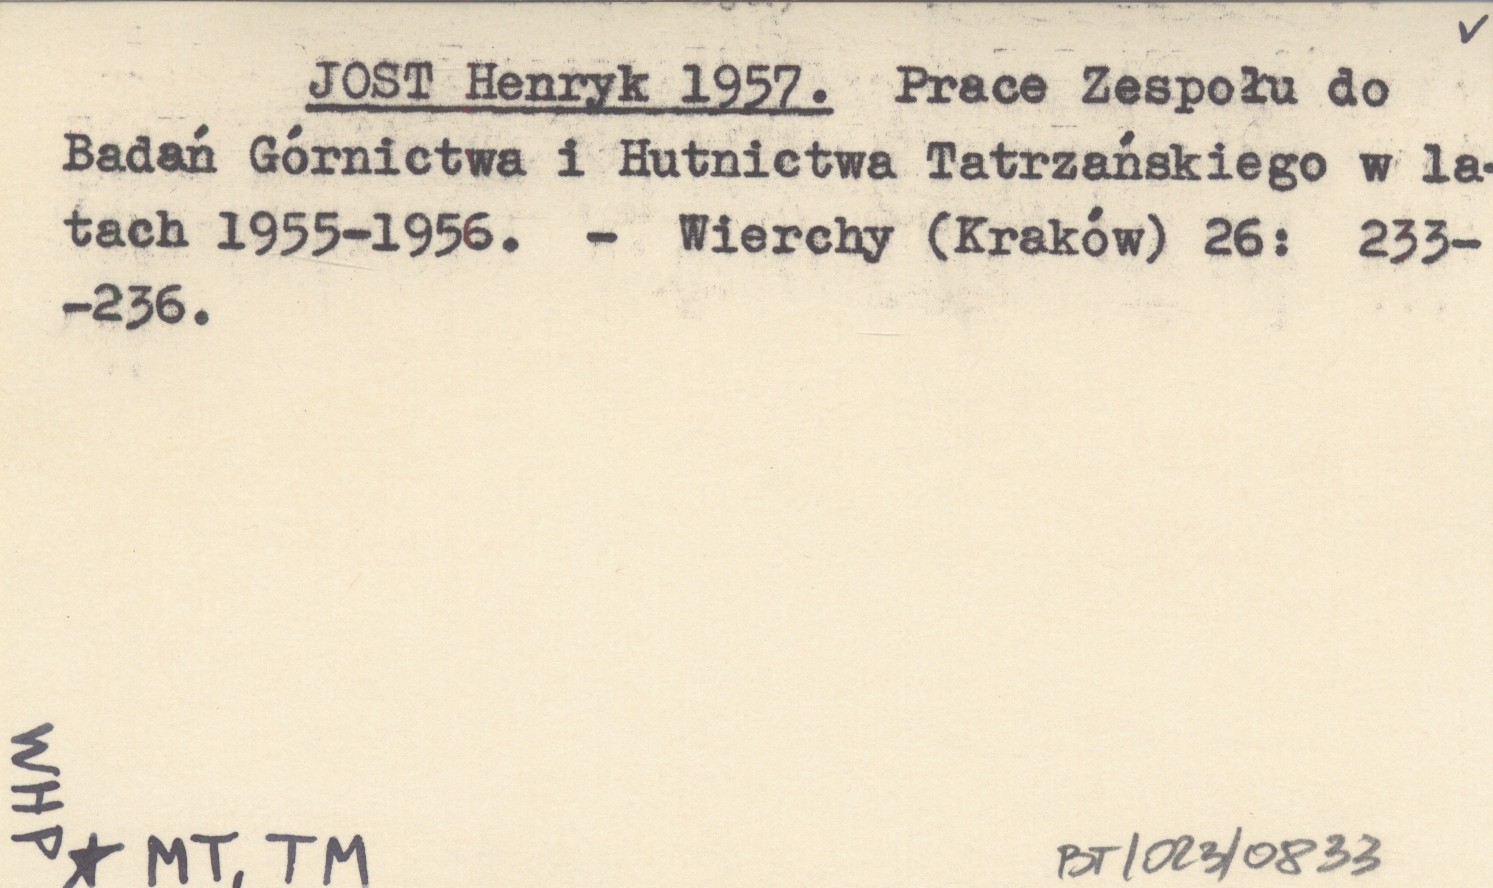 JOST Henryk 1957. Prace Zespołu do
Badań Górnictwa i Hutnictwa Tatrzańskiego w la-
tach 1955-1956. - Wierchy (Kraków) 26: 233-
-236.
WHP
★ MT, TM
BT/023/0833